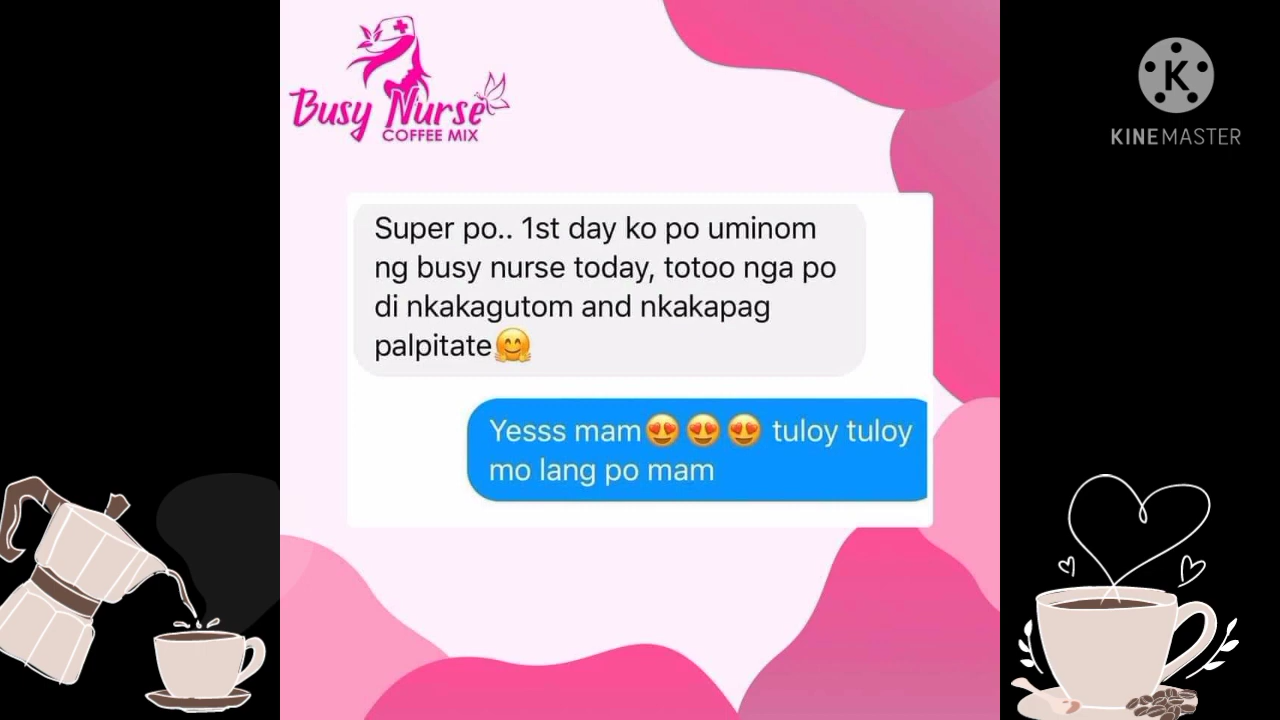 Busy Nurse
COFFEE MIX
K
KINEMASTER
Super po.. 1st day ko po uminom
ng busy nurse today, totoo nga po
di nkakagutom and nkakapag
palpitate🤗
Yesss mam😍😍😍 tuloy tuloy
mo lang po mam